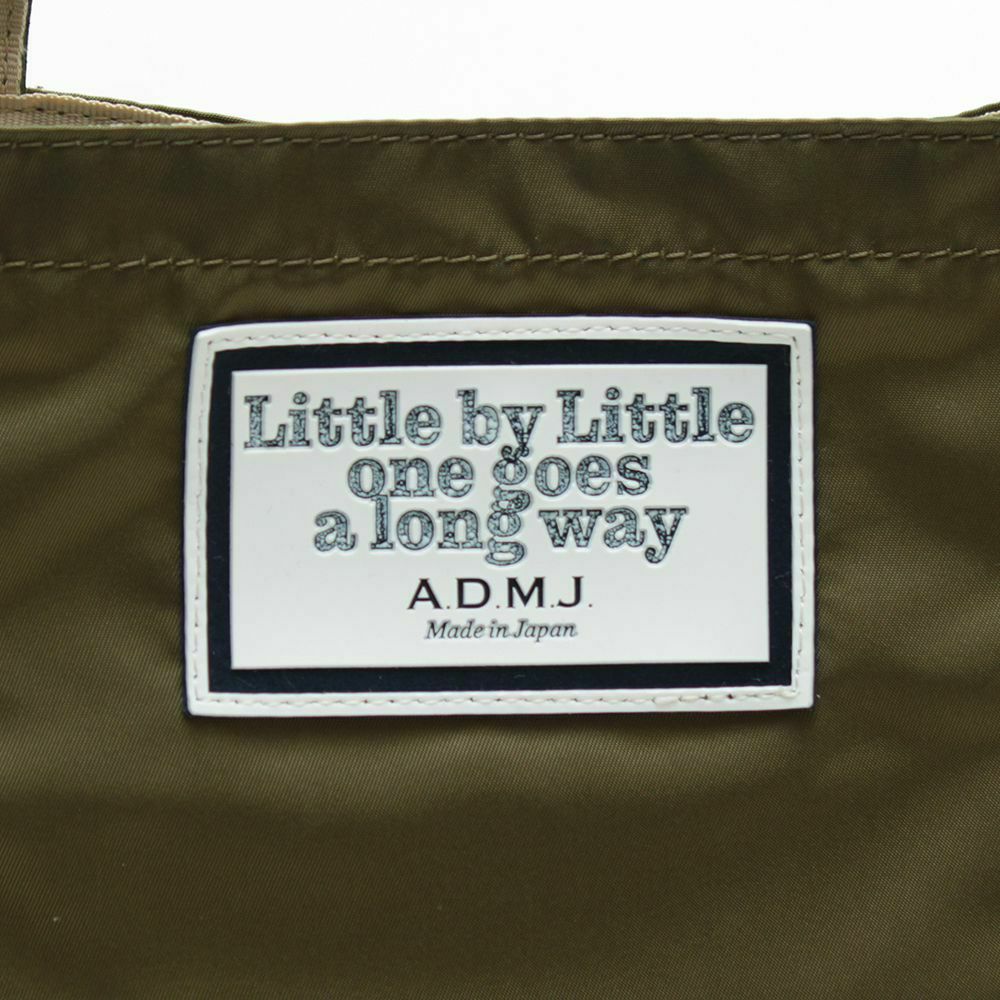 Little by Little
one goes
a long way
A.D.M.J.
Made in Japan